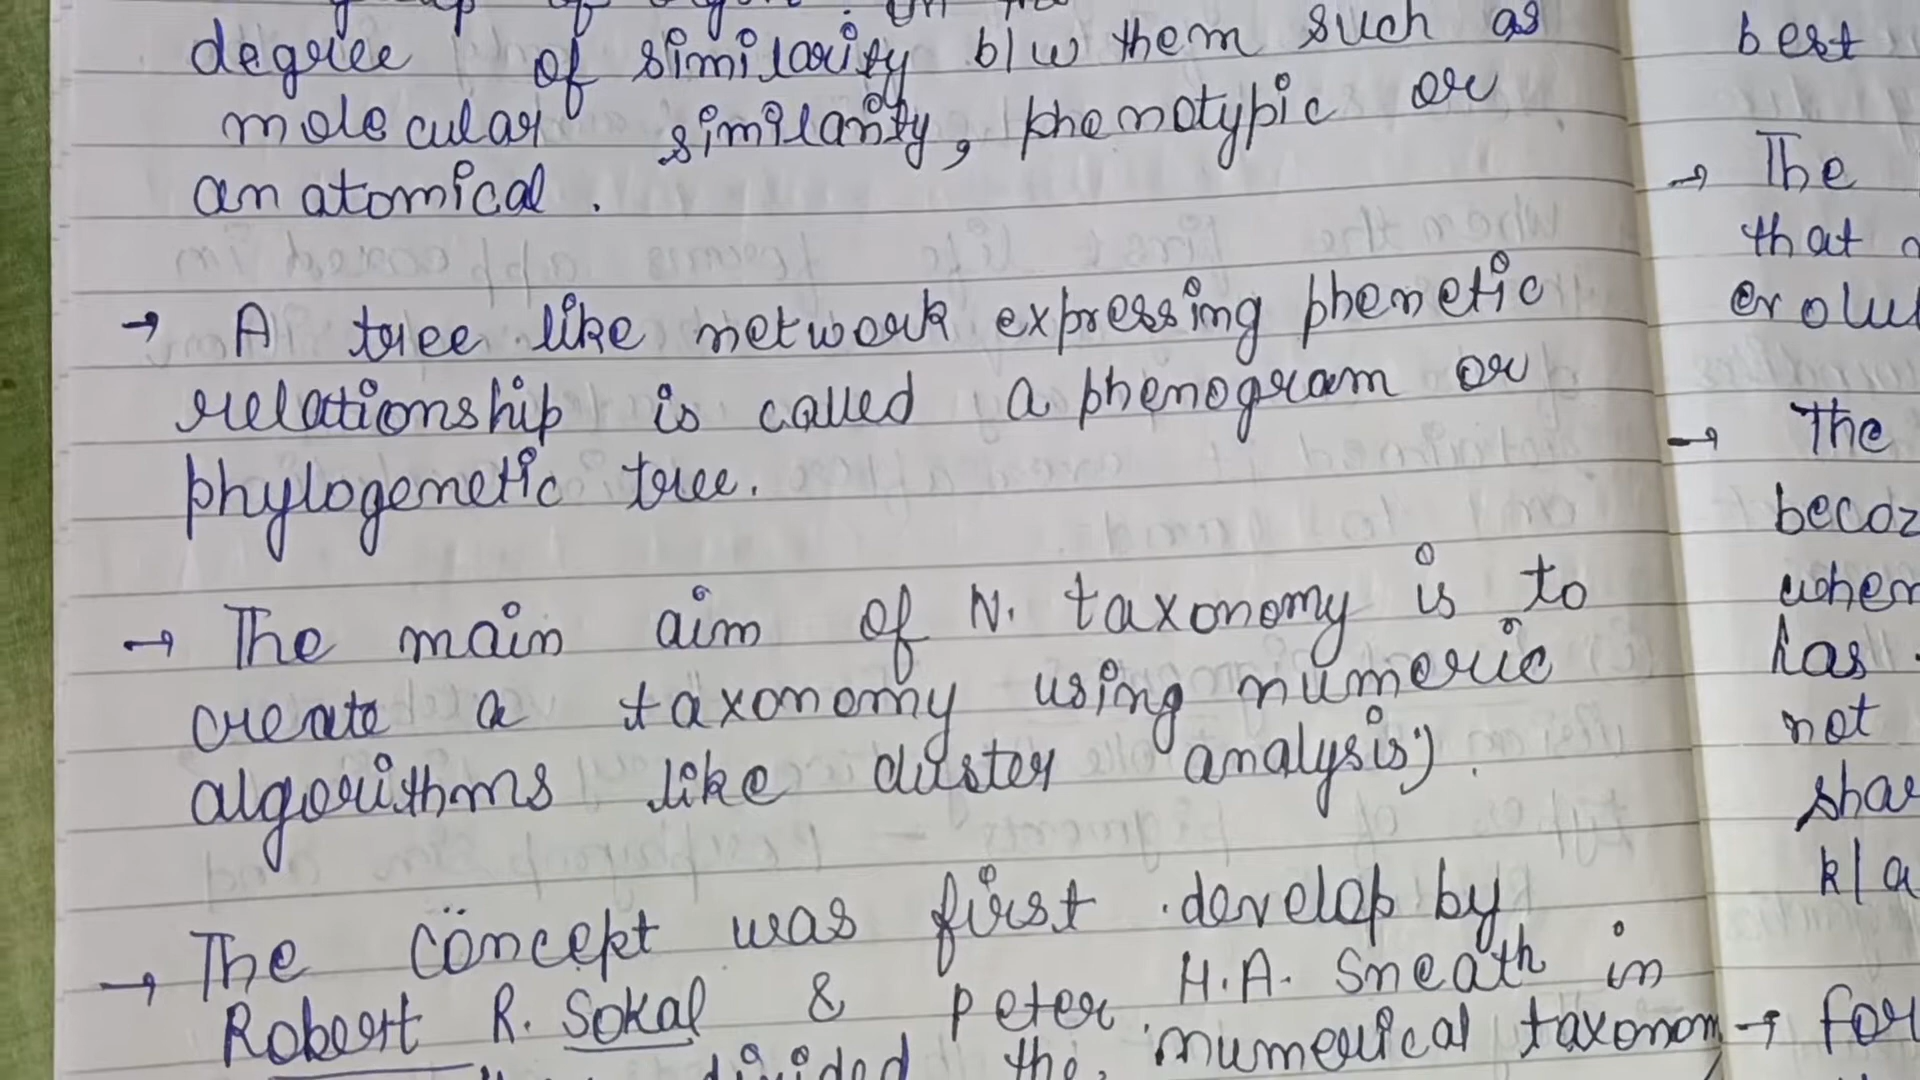 degree of similarity b/w them such as
molecular similarity, phenotypic or
anatomical.
→ A tree like network expressing phenetic
relationship is called a phenogram or
phylogenetic tree.
→ The main aim of N. taxonomy is to
create a taxonomy using numeric
algorithms like cluster analysis)
→ The concept was first develop by
Robert R. Sokal & Peter H.A. Sneath in
divided the numerical taxonom
best
→ The
that
evolu
→ The
becoz
when
has
not
shar
k/a
→ for